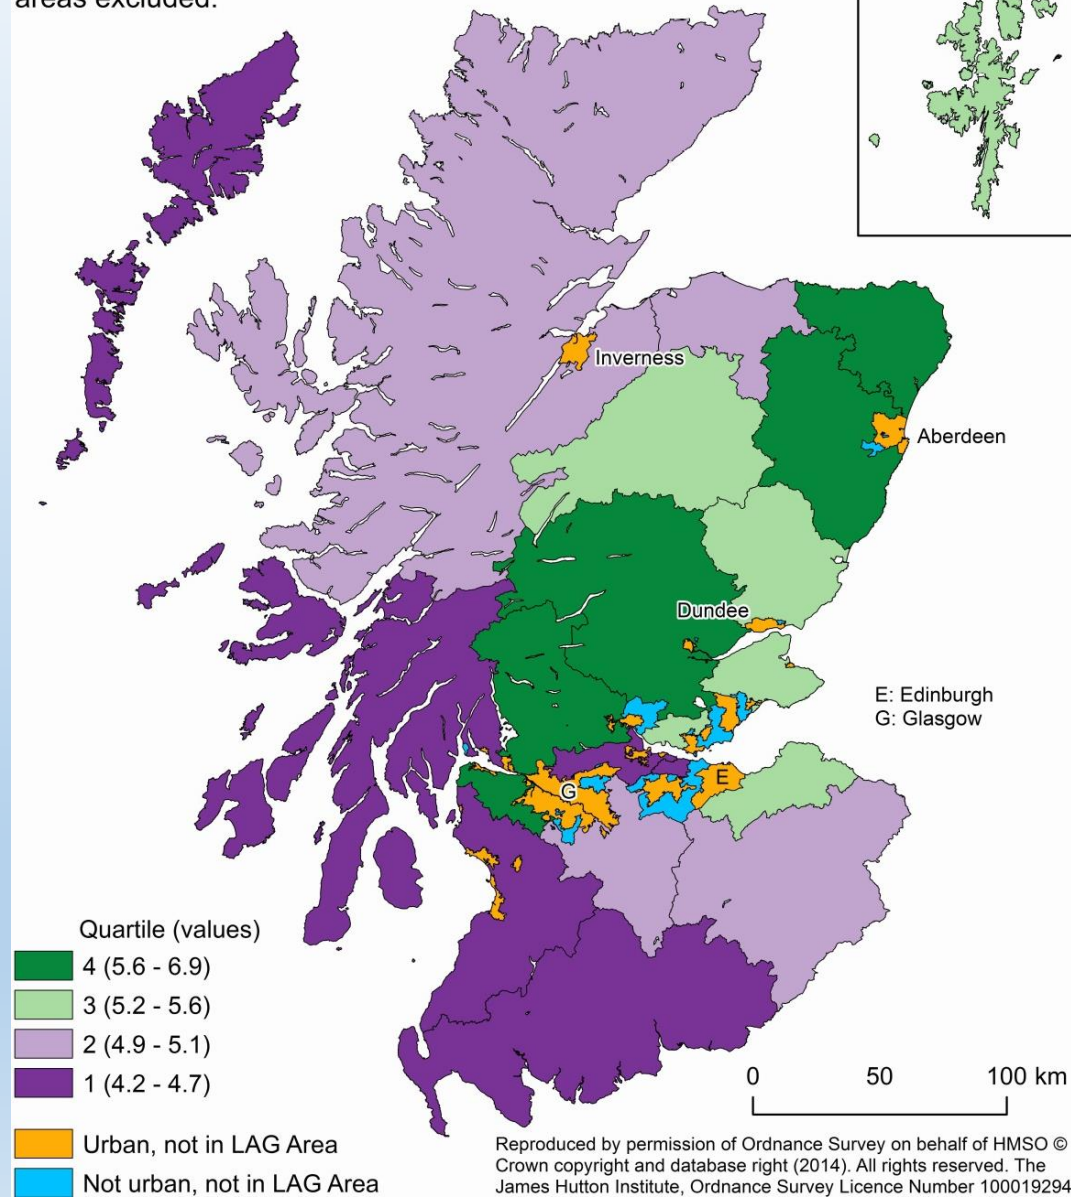 areas excluded.
Inverness
Aberdeen
Dundee
E: Edinburgh
G: Glasgow
E
G
Quartile (values)
4 (5.6 - 6.9)
3 (5.2 - 5.6)
2 (4.9 - 5.1)
1 (4.2 - 4.7)
0 50 100 km
Urban, not in LAG Area
Not urban, not in LAG Area
Reproduced by permission of Ordnance Survey on behalf of HMSO ©
Crown copyright and database right (2014). All rights reserved. The
James Hutton Institute, Ordnance Survey Licence Number 100019294